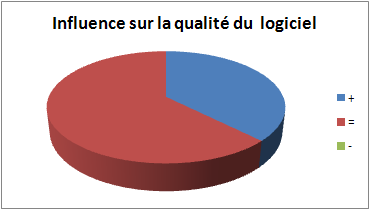 Influence sur la qualité du  logiciel
+
=
-